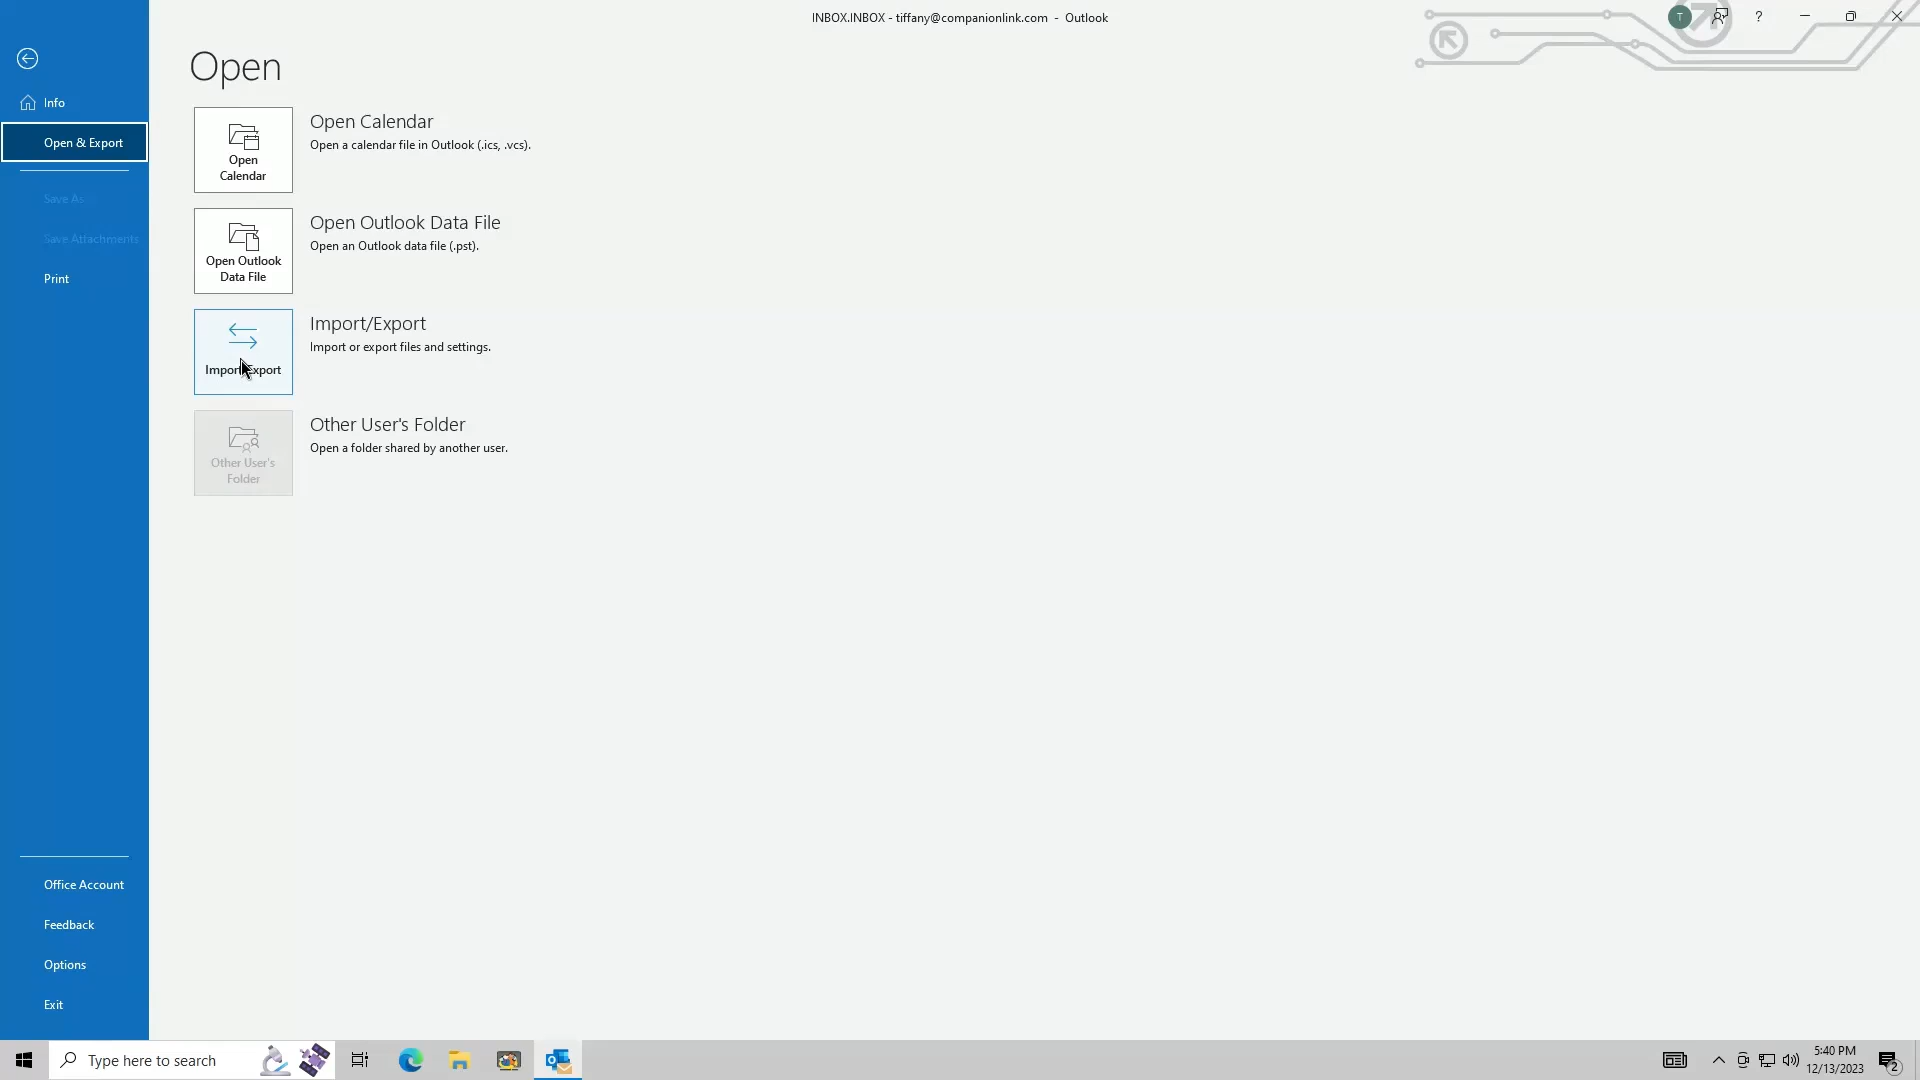 INBOX.INBOX - tiffany@companionlink.com - Outlook
T
?
Open
Info
Open & Export
Save As
Save Attachments
Print
Open
Calendar
Open Calendar
Open a calendar file in Outlook (.ics, .vcs).
Open Outlook
Data File
Open Outlook Data File
Open an Outlook data file (.pst).
Import/Export
Import/Export
Import or export files and settings.
Other User's
Folder
Other User's Folder
Open a folder shared by another user.
Office Account
Feedback
Options
Exit
Type here to search
5:40 PM
12/13/2023
2